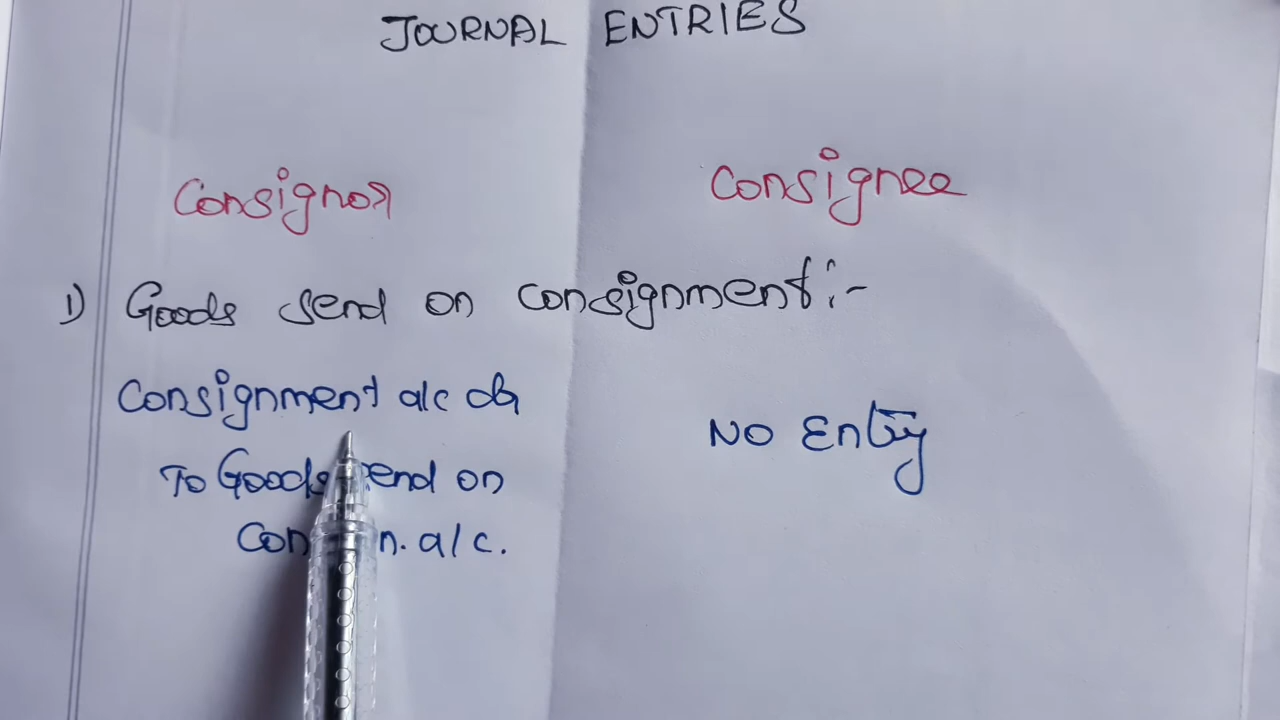 JOURNAL ENTRIES
Consignor
Consignee
1) Goods send on consignment :-
Consignment a/c dr
No Entry
To Goods send on
a/c.